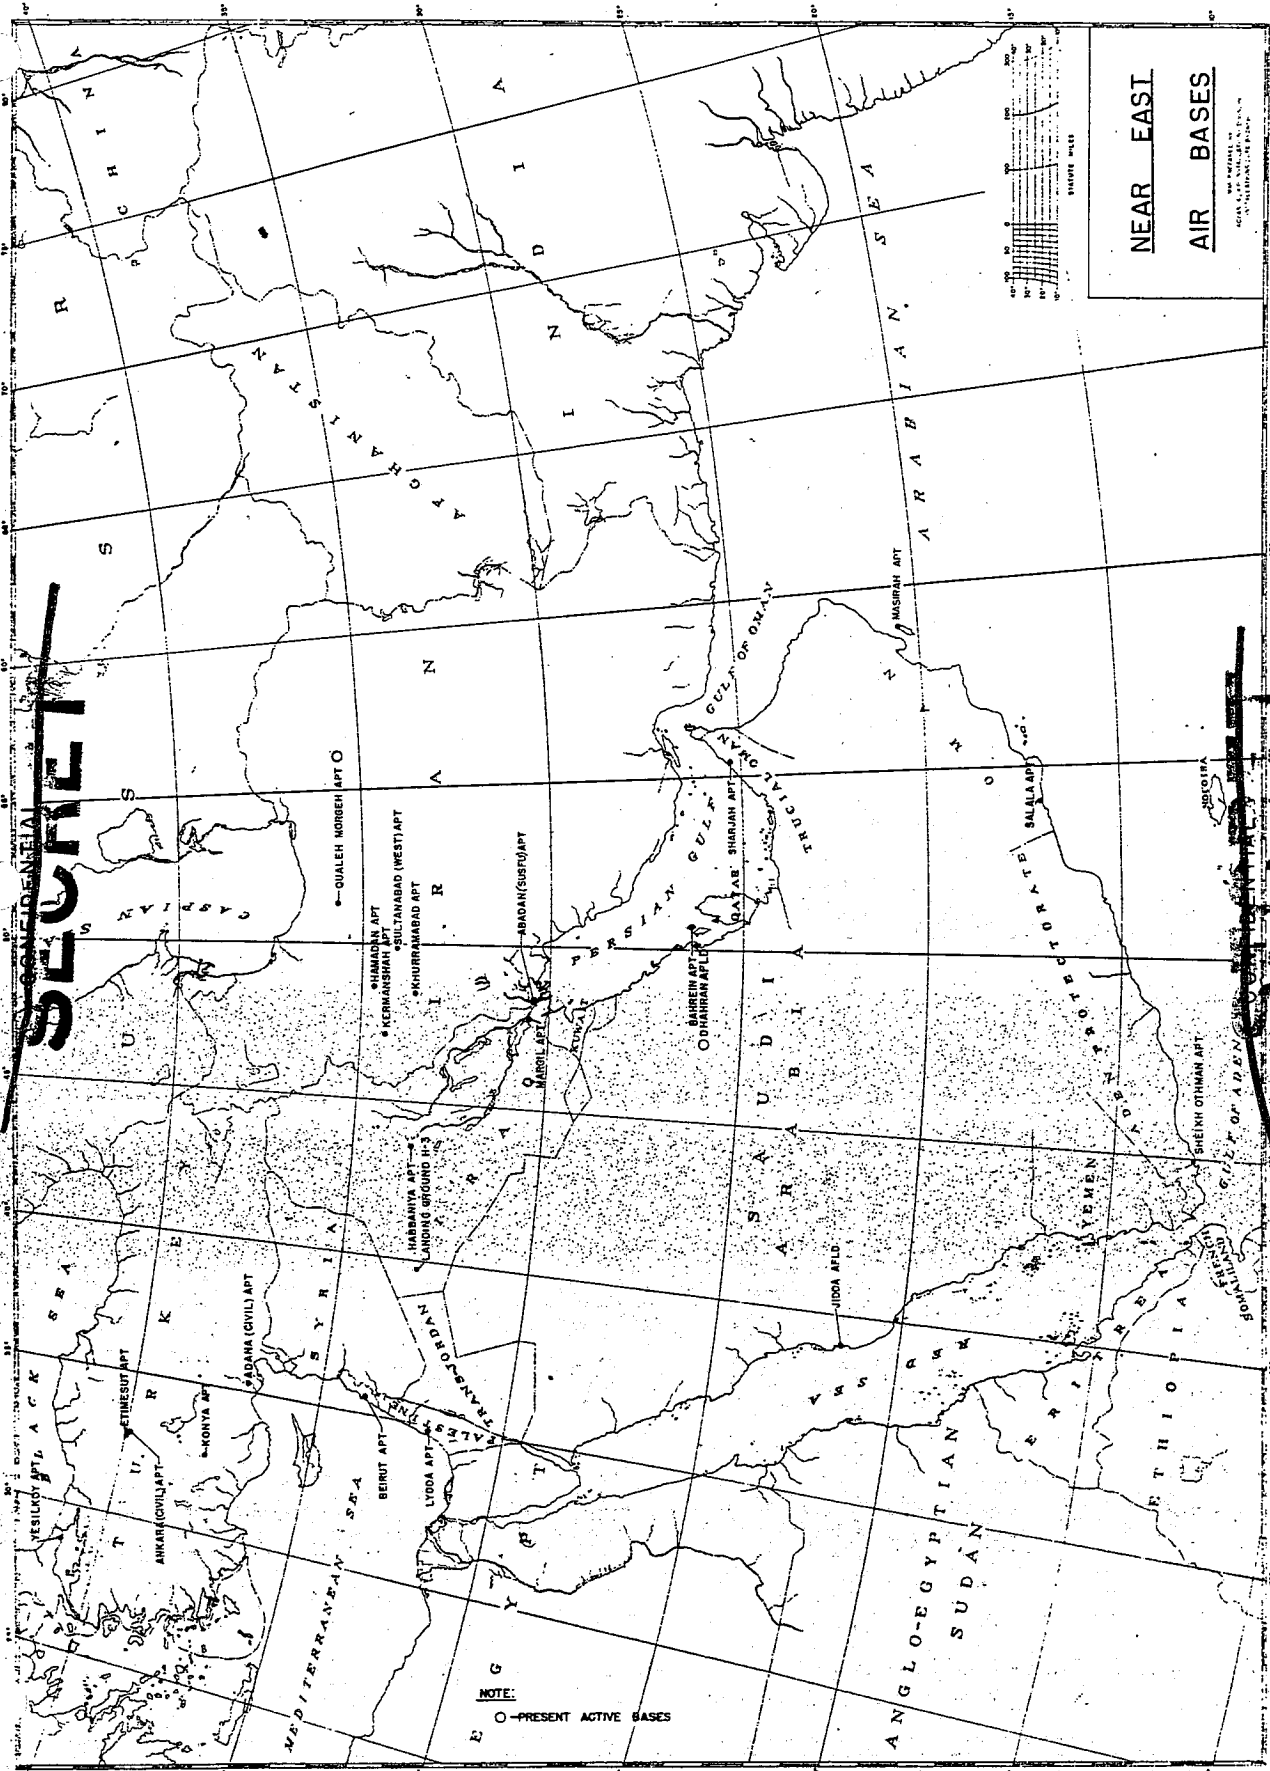 CONFIDENTIAL
SECRET
NEAR EAST
AIR BASES
STATUTE MILES
NOTE:
O-PRESENT ACTIVE BASES
BLACK SEA
CASPIAN
MEDITERRANEAN SEA
RED SEA
PERSIAN GULF
GULF OF OMAN
ARABIAN SEA
GULF OF ADEN
U S S R
CHINA
TURKEY
SYRIA
PALESTINE
TRANSJORDAN
IRAQ
IRAN
AFGHANISTAN
INDIA
KUWAIT
SAUDI
ARABIA
QATAR
TRUCIAL OMAN
OMAN
ADEN PROTECTORATE
YEMEN
EGYPT
ANGLO-EGYPTIAN
SUDAN
ERITREA
ETHIOPIA
FRENCH
SOMALILAND
YESILKOY APT
ETIMESUT APT
ANKARA (CIVIL) APT
KONYA APT
ADANA (CIVIL) APT
BEIRUT APT
LYDDA APT
HABBANIYA APT
LANDING GROUND H-3
MARGIL APT
ABADAN (SUSFU) APT
QUALEH MORGEH APT
HAMADAN APT
KERMANSHAH APT
SULTANABAD (WEST) APT
KHURRAMABAD APT
BAHREIN APT
DHAHRAN AFLD
SHARJAH APT
MASIRAH APT
SALALA APT
SHEIKH OTHMAN APT
JIDDA AFLD
CONFIDENTIAL